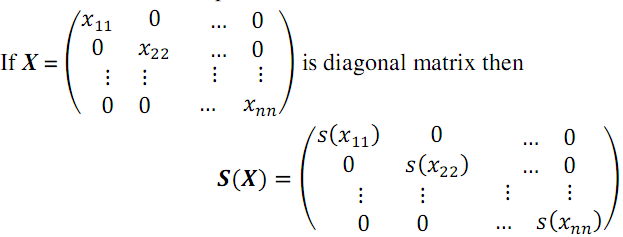 If X = (x₁₁ 0 ... 0
0 x₂₂ ... 0
⋮ ⋮ ⋮ ⋮
0 0 ... xₙₙ) is diagonal matrix then
S(X) = (s(x₁₁) 0 ... 0
0 s(x₂₂) ... 0
⋮ ⋮ ⋮ ⋮
0 0 ... s(xₙₙ))